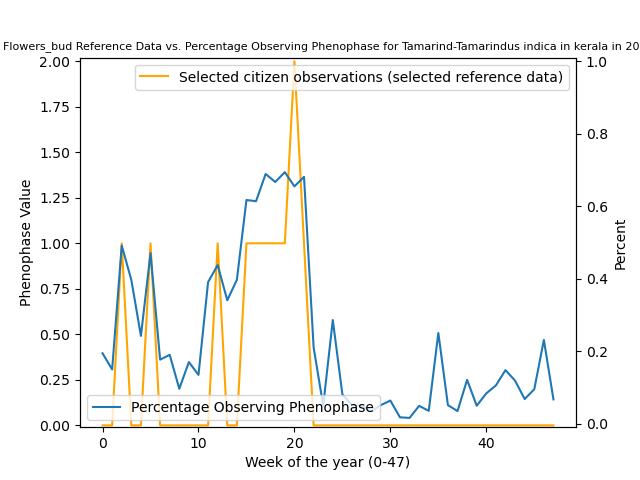 Flowers_bud Reference Data vs. Percentage Observing Phenophase for Tamarind-Tamarindus indica in kerala in 20
Selected citizen observations (selected reference data)
2.00
1.75
1.50
1.25
1.00
0.75
0.50
0.25
0.00
Phenophase Value
1.0
0.8
0.6
0.4
0.2
0.0
Percent
Percentage Observing Phenophase
0 10 20 30 40
Week of the year (0-47)